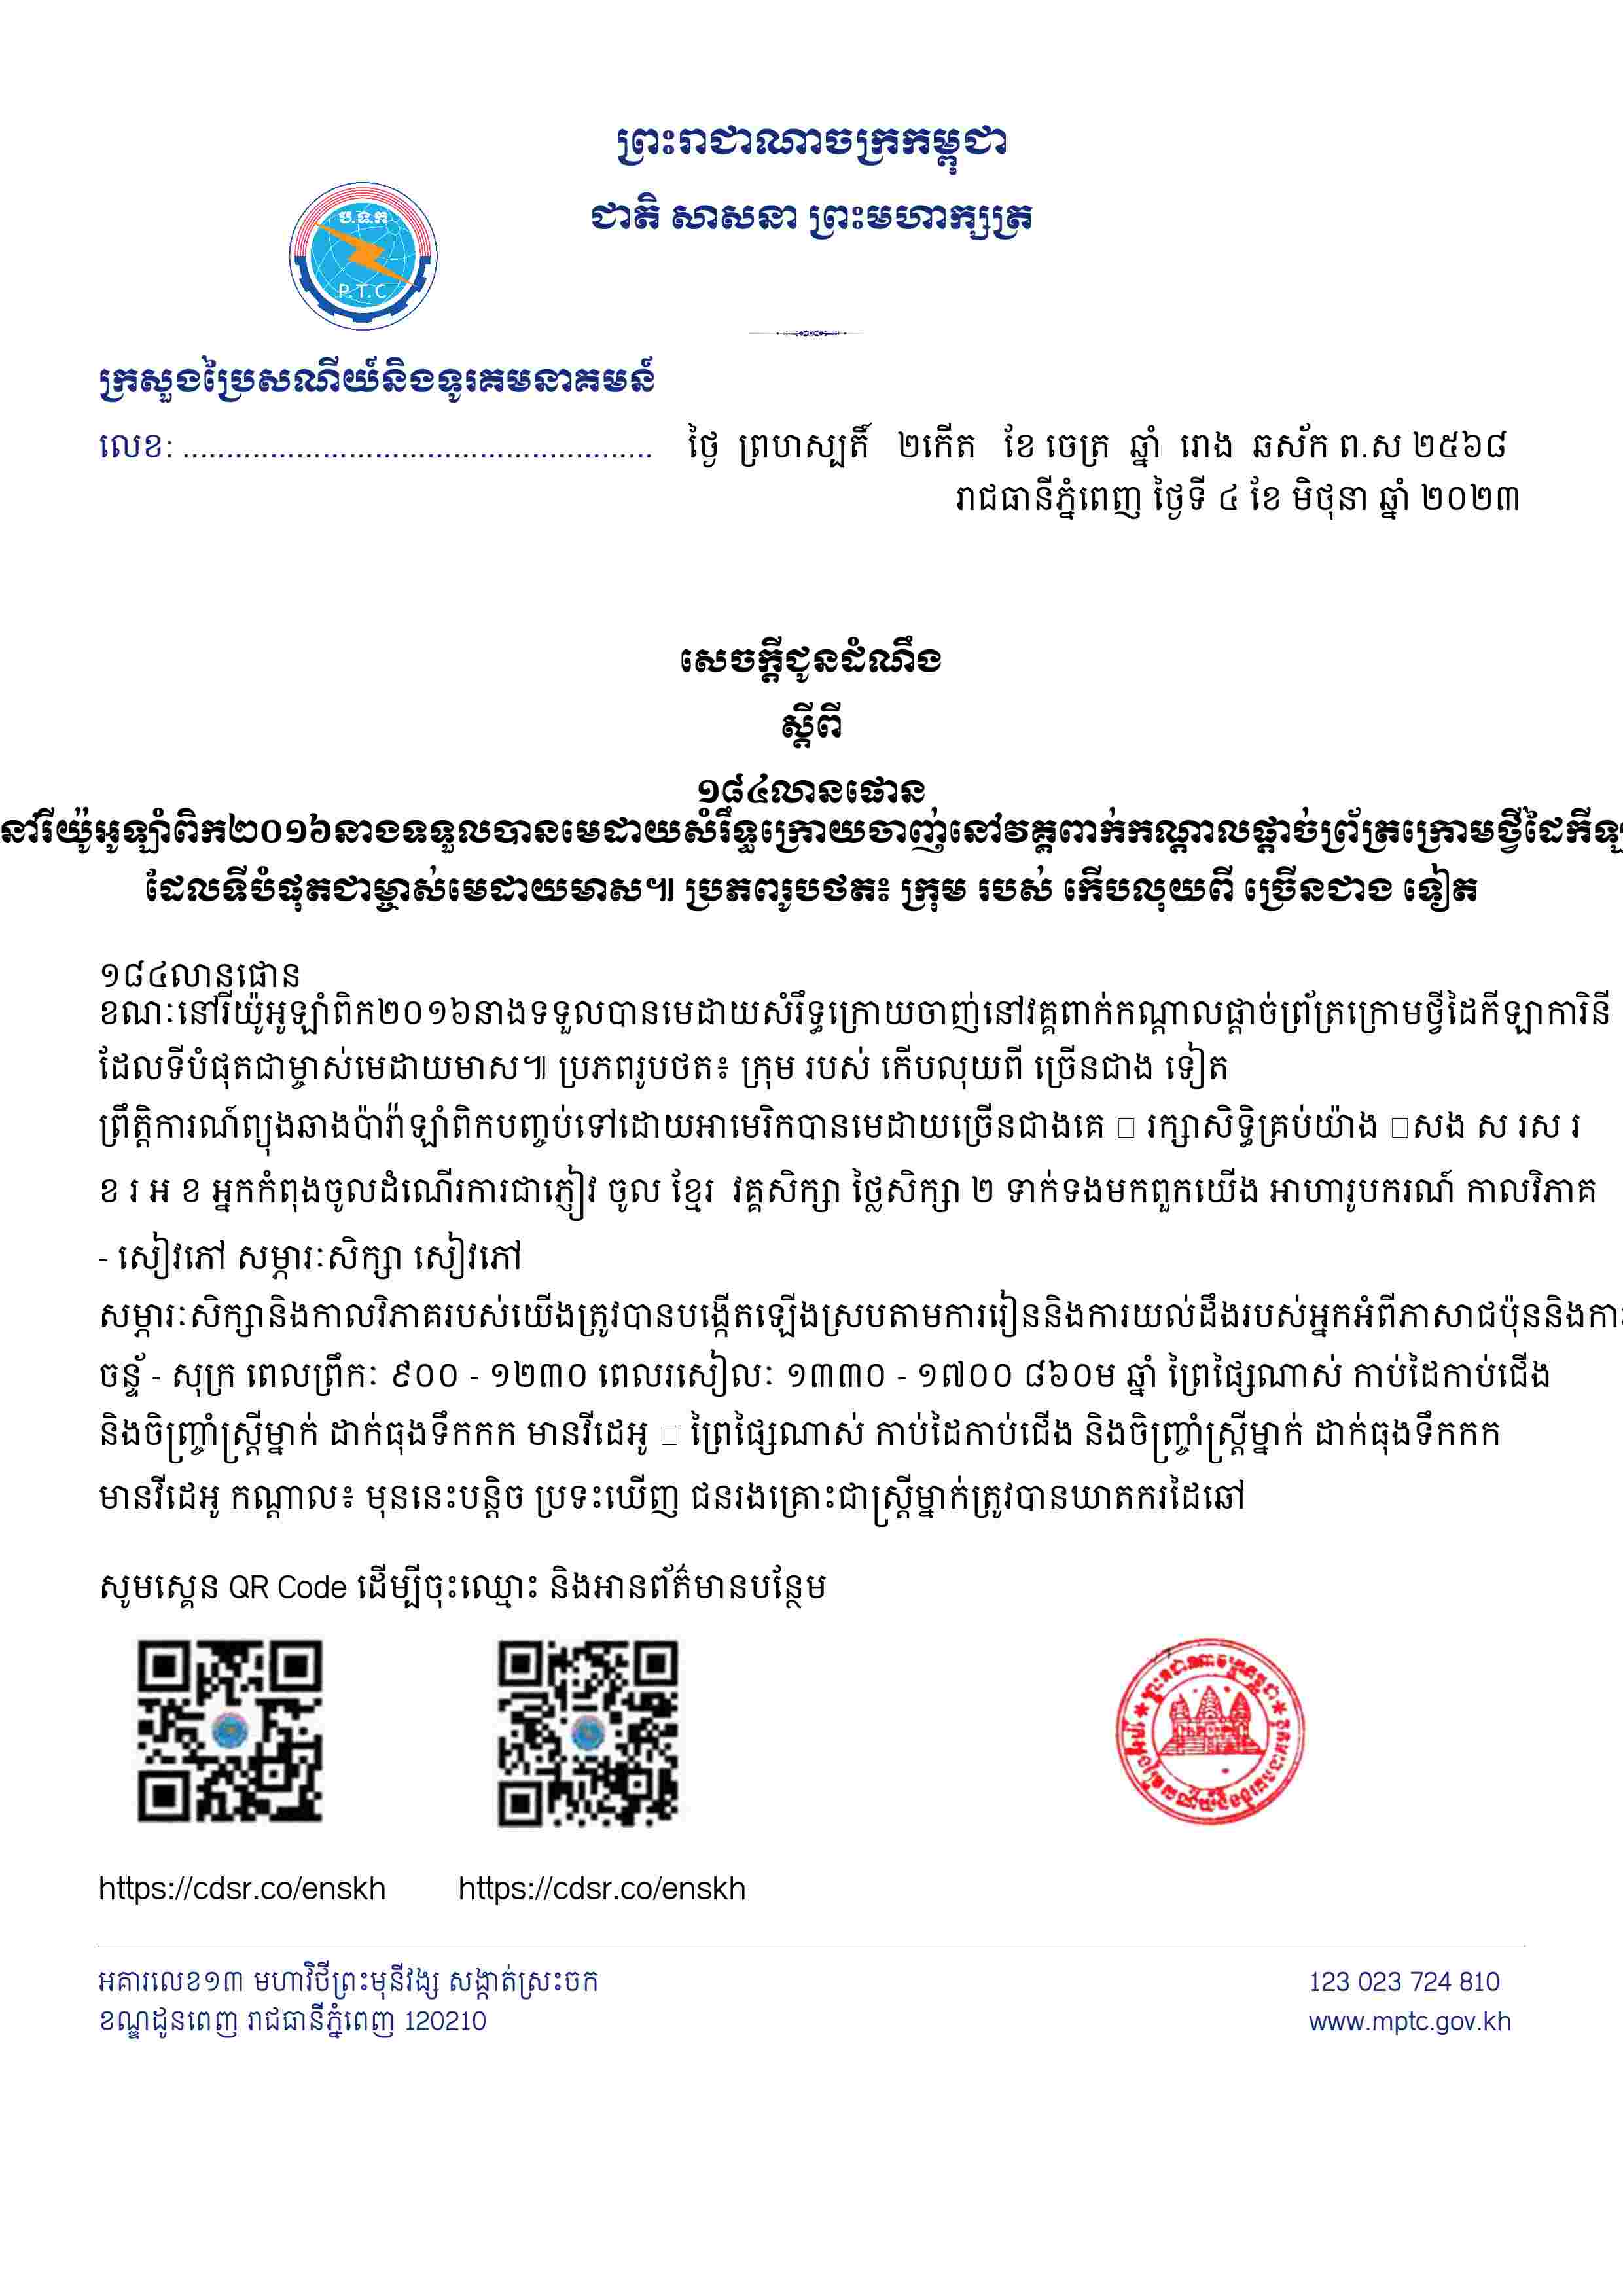 ព្រះរាជាណាចក្រកម្ពុជា
ជាតិ សាសនា ព្រះមហាក្សត្រ
ប.ទ.ក
P.T.C
ក្រសួងប្រៃសណីយ៍និងទូរគមនាគមន៍
លេខ: ......................................................
ថ្ងៃ ព្រហស្បតិ៍ ២កើត ខែ ចេត្រ ឆ្នាំ រោង ឆស័ក ព.ស ២៥៦៨
រាជធានីភ្នំពេញ ថ្ងៃទី ៤ ខែ មិថុនា ឆ្នាំ ២០២៣
សេចក្តីជូនដំណឹង
ស្តីពី
១៨៤លានផោន
នៅរីយ៉ូអូឡាំពិក២០១៦នាងទទួលបានមេដាយសំរឹទ្ធក្រោយចាញ់នៅវគ្គពាក់កណ្តាលផ្តាច់ព្រ័ត្រក្រោមថ្វីដៃកីឡ
ដែលទីបំផុតជាម្ចាស់មេដាយមាស៕ ប្រភពរូបថត៖ ក្រុម របស់ កើបលុយពី ច្រើនជាង ទៀត
១៨៤លានផោន
ខណៈនៅរីយ៉ូអូឡាំពិក២០១៦នាងទទួលបានមេដាយសំរឹទ្ធក្រោយចាញ់នៅវគ្គពាក់កណ្តាលផ្តាច់ព្រ័ត្រក្រោមថ្វីដៃកីឡាការិនី
ដែលទីបំផុតជាម្ចាស់មេដាយមាស៕ ប្រភពរូបថត៖ ក្រុម របស់ កើបលុយពី ច្រើនជាង ទៀត
ព្រឹត្តិការណ៍ព្យុងឆាងប៉ារ៉ាឡាំពិកបញ្ចប់ទៅដោយអាមេរិកបានមេដាយច្រើនជាងគេ រក្សាសិទ្ធិគ្រប់យ៉ាង សង ស រស រ
ខ រ អ ខ អ្នកកំពុងចូលដំណើរការជាភ្ញៀវ ចូល ខ្មែរ វគ្គសិក្សា ថ្លៃសិក្សា ២ ទាក់ទងមកពួកយើង អាហារូបករណ៍ កាលវិភាគ
- សៀវភៅ សម្ភារៈសិក្សា សៀវភៅ
សម្ភារៈសិក្សានិងកាលវិភាគរបស់យើងត្រូវបានបង្កើតឡើងស្របតាមការរៀននិងការយល់ដឹងរបស់អ្នកអំពីភាសាជប៉ុននិងកា
ចន្ទ័ - សុក្រ ពេលព្រឹកៈ ៩០០ - ១២៣០ ពេលរសៀលៈ ១៣៣០ - ១៧០០ ៨៦០ម ឆ្នាំ ព្រៃផ្សៃណាស់ កាប់ដៃកាប់ជើង
និងចិញ្ច្រាំស្ត្រីម្នាក់ ដាក់ធុងទឹកកក មានវីដេអូ ព្រៃផ្សៃណាស់ កាប់ដៃកាប់ជើង និងចិញ្ច្រាំស្ត្រីម្នាក់ ដាក់ធុងទឹកកក
មានវីដេអូ កណ្តាល៖ មុននេះបន្តិច ប្រទះឃើញ ជនរងគ្រោះជាស្ត្រីម្នាក់ត្រូវបានឃាតករដៃឆៅ
សូមស្គេន QR Code ដើម្បីចុះឈ្មោះ និងអានព័ត៌មានបន្ថែម
ព្រះរាជាណាចក្រកម្ពុជា
ក្រសួងប្រៃសណីយ៍និងទូរគមនាគមន៍
https://cdsr.co/enskh https://cdsr.co/enskh
អគារលេខ១៣ មហាវិថីព្រះមុនីវង្ស សង្កាត់ស្រះចក
ខណ្ឌដូនពេញ រាជធានីភ្នំពេញ 120210
123 023 724 810
www.mptc.gov.kh